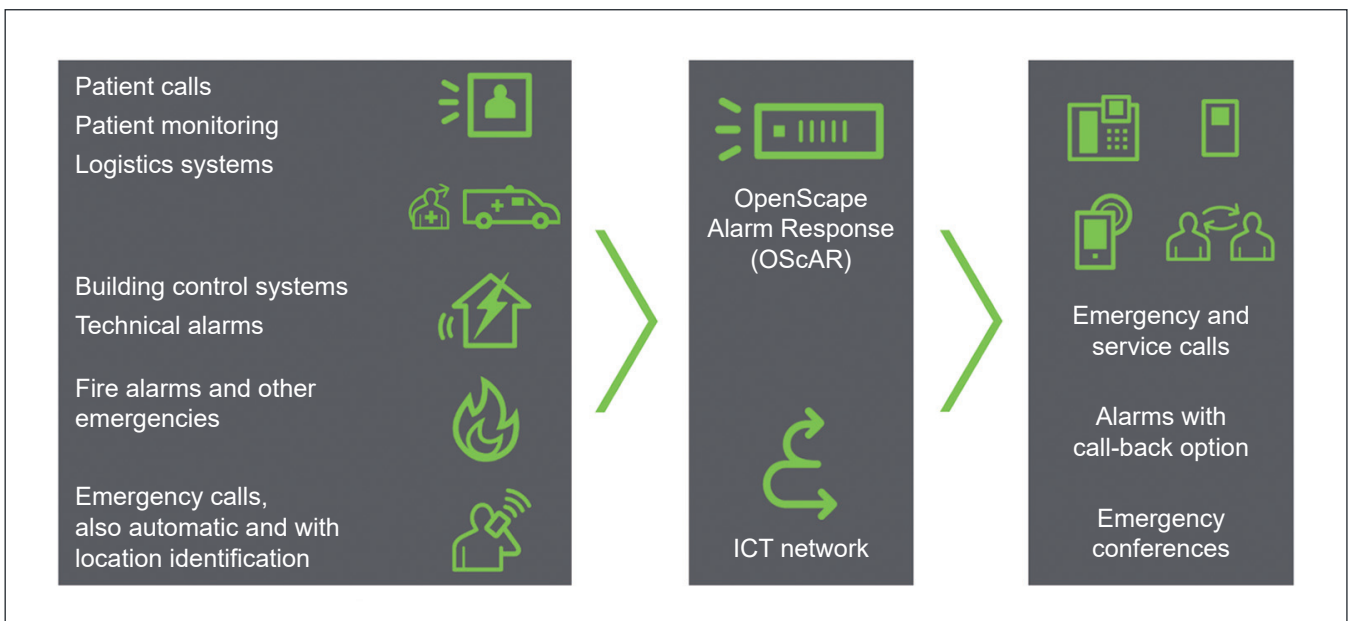 Patient calls
Patient monitoring
Logistics systems
Building control systems
Technical alarms
Fire alarms and other
emergencies
Emergency calls,
also automatic and with
location identification
OpenScape
Alarm Response
(OScAR)
ICT network
Emergency and
service calls
Alarms with
call-back option
Emergency
conferences